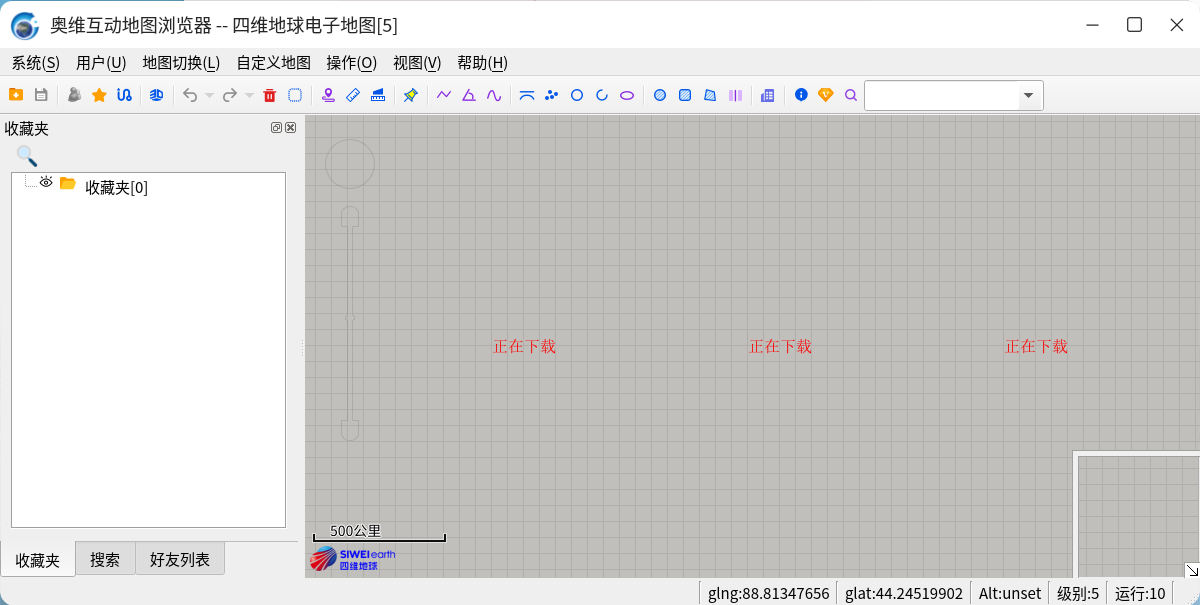 奥维互动地图浏览器 -- 四维地球电子地图[5]
系统(S) 用户(U) 地图切换(L) 自定义地图 操作(O) 视图(V) 帮助(H)
收藏夹
收藏夹[0]
正在下载 正在下载 正在下载
500公里
SIWEI earth
四维地球
收藏夹 搜索 好友列表
glng:88.81347656 glat:44.24519902 Alt:unset 级别:5 运行:10